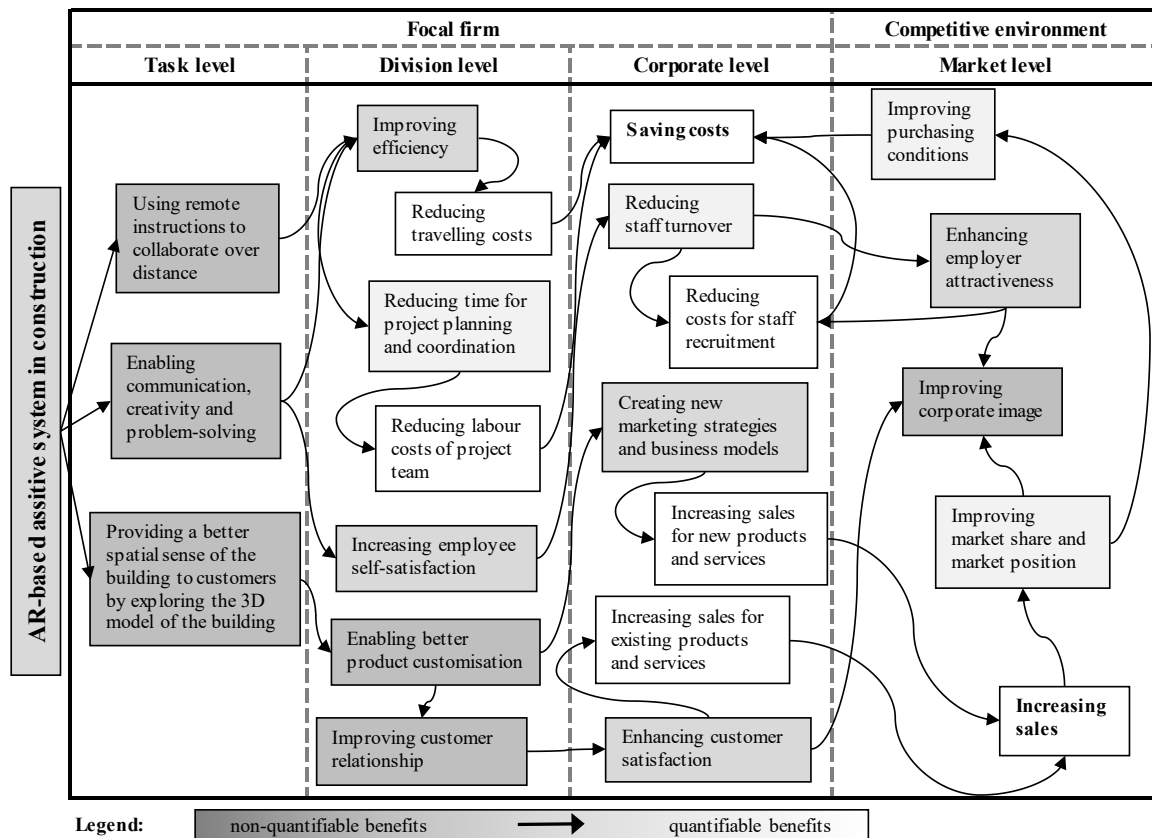 Focal firm
Competitive environment
Task level
Division level
Corporate level
Market level
AR-based assitive system in construction
Using remote
instructions to
collaborate over
distance
Enabling
communication,
creativity and
problem-solving
Providing a better
spatial sense of the
building to customers
by exploring the 3D
model of the building
Improving
efficiency
Reducing
travelling costs
Reducing time for
project planning
and coordination
Reducing labour
costs of project
team
Increasing employee
self-satisfaction
Enabling better
product customisation
Improving customer
relationship
Saving costs
Reducing
staff turnover
Reducing
costs for staff
recruitment
Creating new
marketing strategies
and business models
Increasing sales
for new products
and services
Increasing sales for
existing products
and services
Enhancing customer
satisfaction
Improving
purchasing
conditions
Enhancing
employer
attractiveness
Improving
corporate image
Improving
market share and
market position
Increasing
sales
Legend:
non-quantifiable benefits
quantifiable benefits